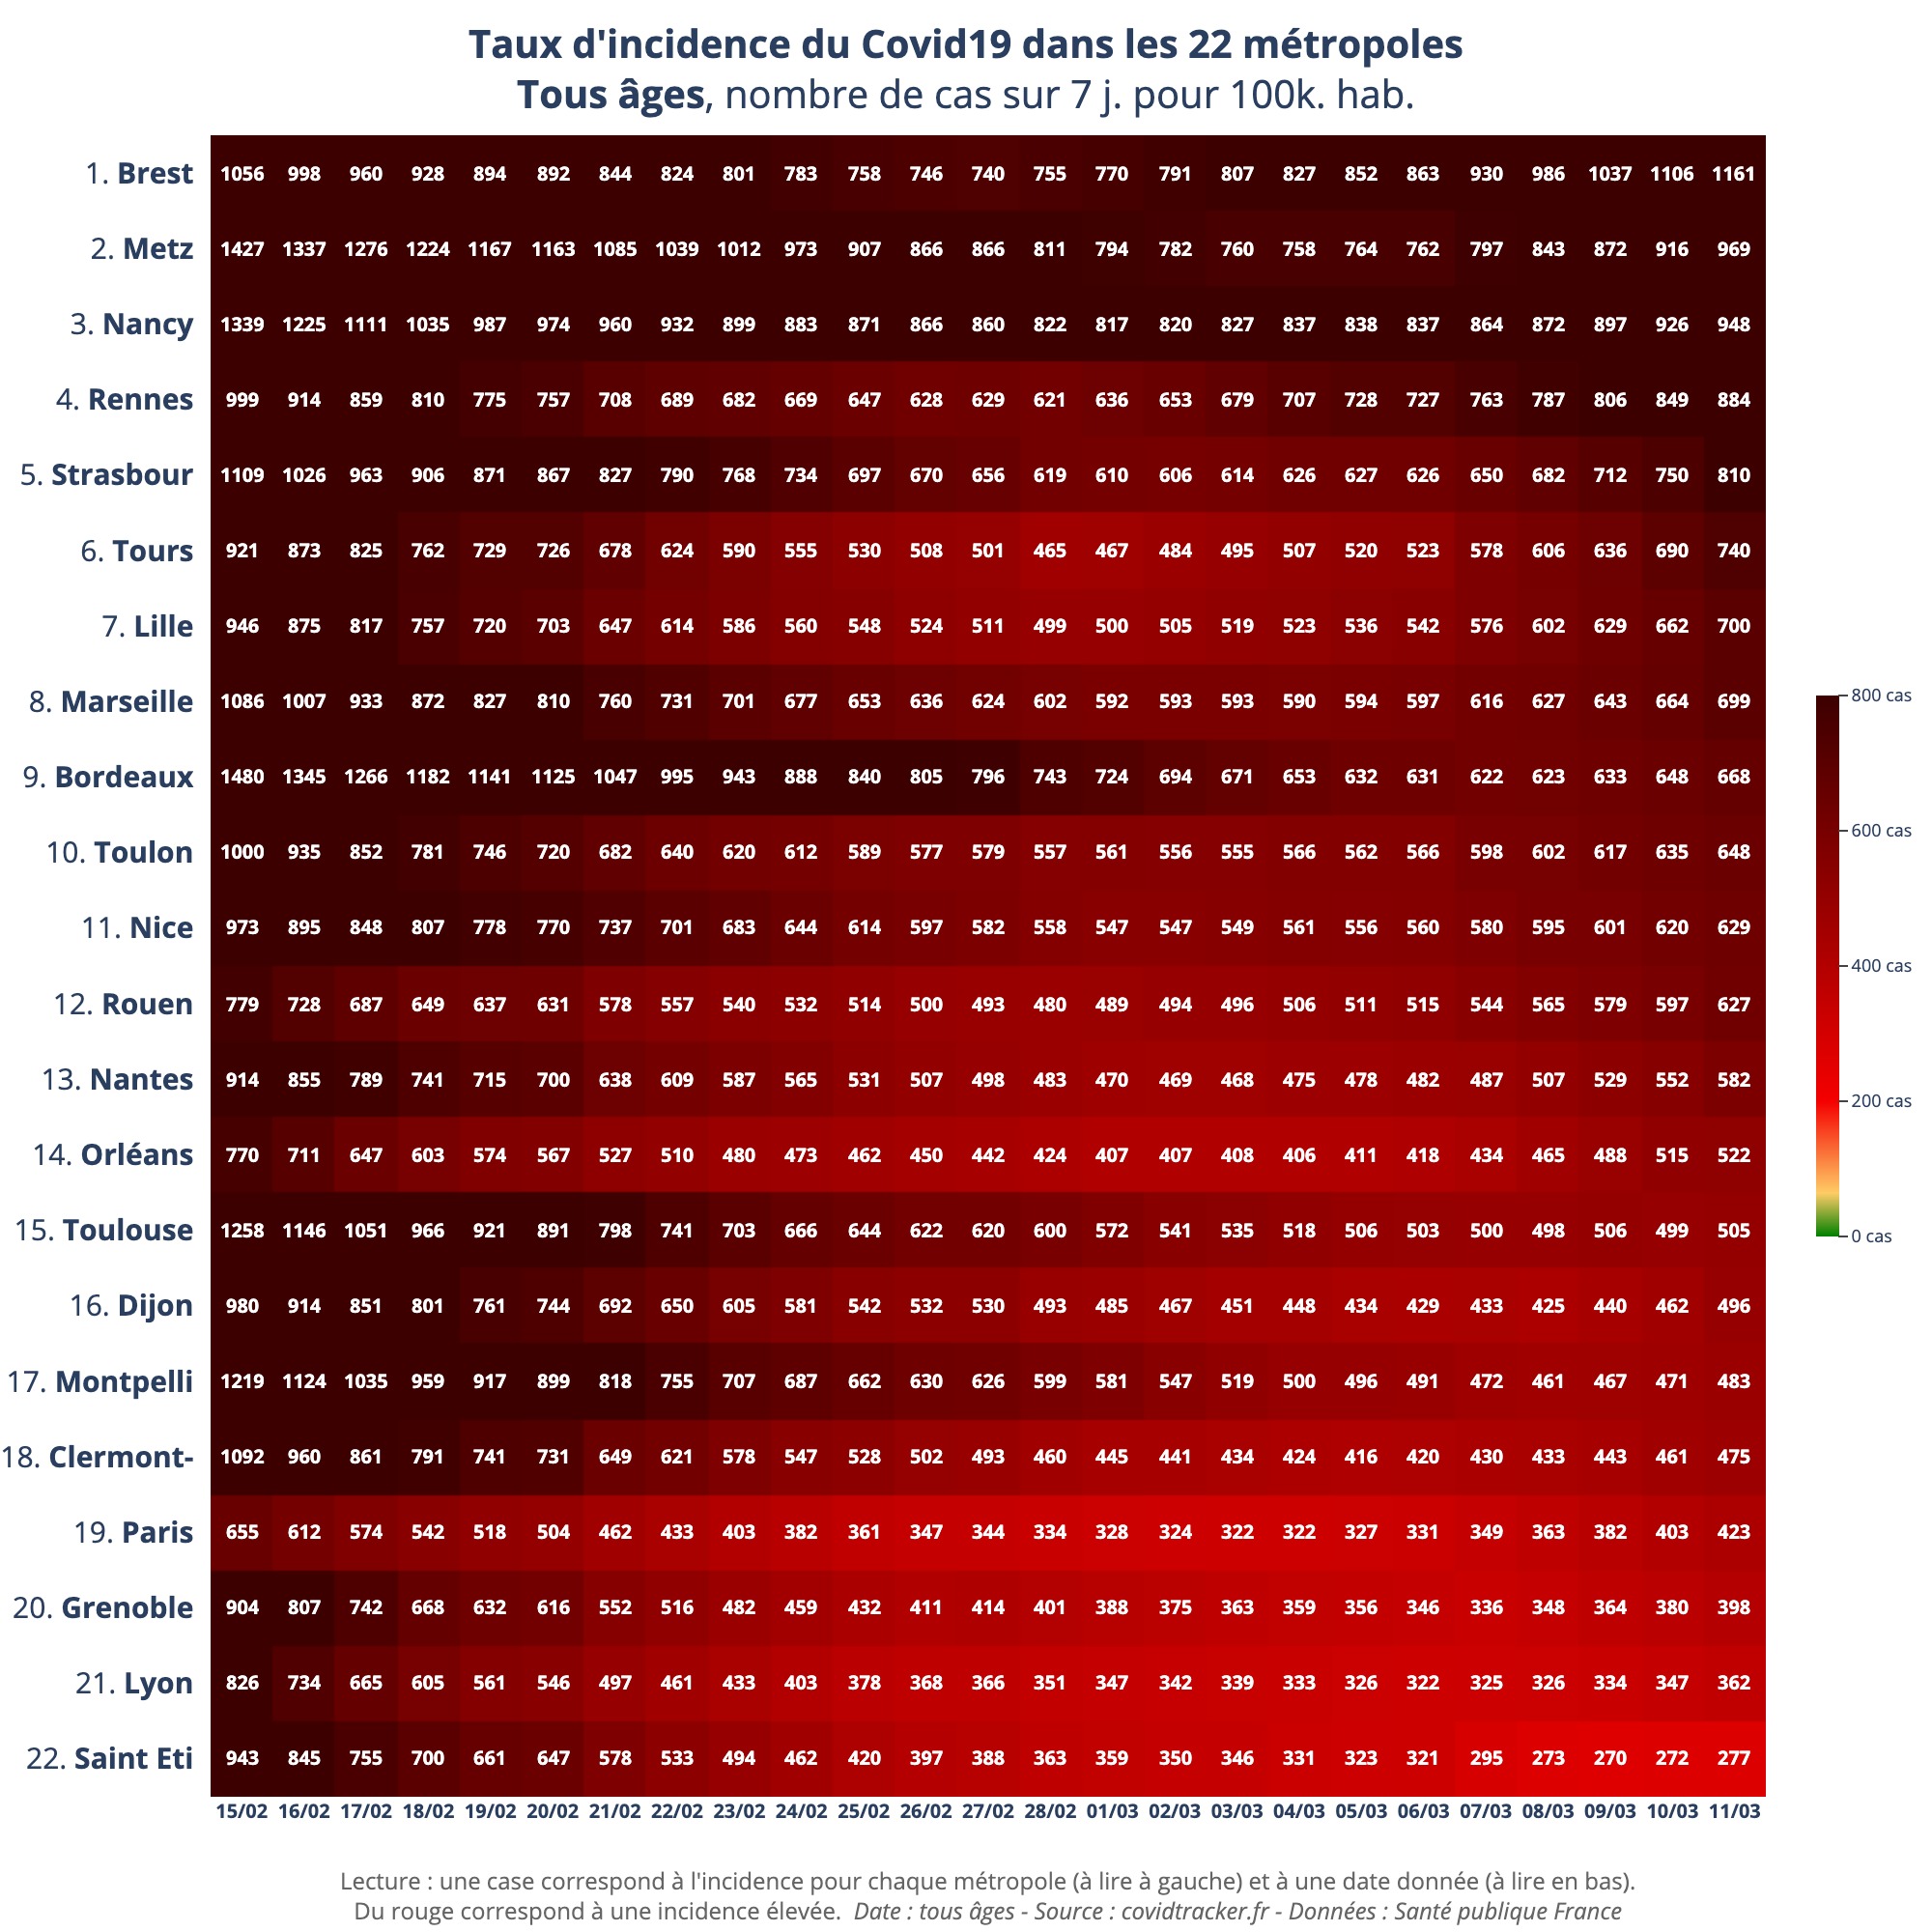 Taux d'incidence du Covid19 dans les 22 métropoles
Tous âges, nombre de cas sur 7 j. pour 100k. hab.
1. Brest 1056 998 960 928 894 892 844 824 801 783 758 746 740 755 770 791 807 827 852 863 930 986 1037 1106 1161
2. Metz 1427 1337 1276 1224 1167 1163 1085 1039 1012 973 907 866 866 811 794 782 760 758 764 762 797 843 872 916 969
3. Nancy 1339 1225 1111 1035 987 974 960 932 899 883 871 866 860 822 817 820 827 837 838 837 864 872 897 926 948
4. Rennes 999 914 859 810 775 757 708 689 682 669 647 628 629 621 636 653 679 707 728 727 763 787 806 849 884
5. Strasbour 1109 1026 963 906 871 867 827 790 768 734 697 670 656 619 610 606 614 626 627 626 650 682 712 750 810
6. Tours 921 873 825 762 729 726 678 624 590 555 530 508 501 465 467 484 495 507 520 523 578 606 636 690 740
7. Lille 946 875 817 757 720 703 647 614 586 560 548 524 511 499 500 505 519 523 536 542 576 602 629 662 700
8. Marseille 1086 1007 933 872 827 810 760 731 701 677 653 636 624 602 592 593 593 590 594 597 616 627 643 664 699
9. Bordeaux 1480 1345 1266 1182 1141 1125 1047 995 943 888 840 805 796 743 724 694 671 653 632 631 622 623 633 648 668
10. Toulon 1000 935 852 781 746 720 682 640 620 612 589 577 579 557 561 556 555 566 562 566 598 602 617 635 648
11. Nice 973 895 848 807 778 770 737 701 683 644 614 597 582 558 547 547 549 561 556 560 580 595 601 620 629
12. Rouen 779 728 687 649 637 631 578 557 540 532 514 500 493 480 489 494 496 506 511 515 544 565 579 597 627
13. Nantes 914 855 789 741 715 700 638 609 587 565 531 507 498 483 470 469 468 475 478 482 487 507 529 552 582
14. Orléans 770 711 647 603 574 567 527 510 480 473 462 450 442 424 407 407 408 406 411 418 434 465 488 515 522
15. Toulouse 1258 1146 1051 966 921 891 798 741 703 666 644 622 620 600 572 541 535 518 506 503 500 498 506 499 505
16. Dijon 980 914 851 801 761 744 692 650 605 581 542 532 530 493 485 467 451 448 434 429 433 425 440 462 496
17. Montpelli 1219 1124 1035 959 917 899 818 755 707 687 662 630 626 599 581 547 519 500 496 491 472 461 467 471 483
18. Clermont- 1092 960 861 791 741 731 649 621 578 547 528 502 493 460 445 441 434 424 416 420 430 433 443 461 475
19. Paris 655 612 574 542 518 504 462 433 403 382 361 347 344 334 328 324 322 322 327 331 349 363 382 403 423
20. Grenoble 904 807 742 668 632 616 552 516 482 459 432 411 414 401 388 375 363 359 356 346 336 348 364 380 398
21. Lyon 826 734 665 605 561 546 497 461 433 403 378 368 366 351 347 342 339 333 326 322 325 326 334 347 362
22. Saint Eti 943 845 755 700 661 647 578 533 494 462 420 397 388 363 359 350 346 331 323 321 295 273 270 272 277
15/02 16/02 17/02 18/02 19/02 20/02 21/02 22/02 23/02 24/02 25/02 26/02 27/02 28/02 01/03 02/03 03/03 04/03 05/03 06/03 07/03 08/03 09/03 10/03 11/03
800 cas
600 cas
400 cas
200 cas
0 cas
Lecture : une case correspond à l'incidence pour chaque métropole (à lire à gauche) et à une date donnée (à lire en bas).
Du rouge correspond à une incidence élevée. Date : tous âges - Source : covidtracker.fr - Données : Santé publique France